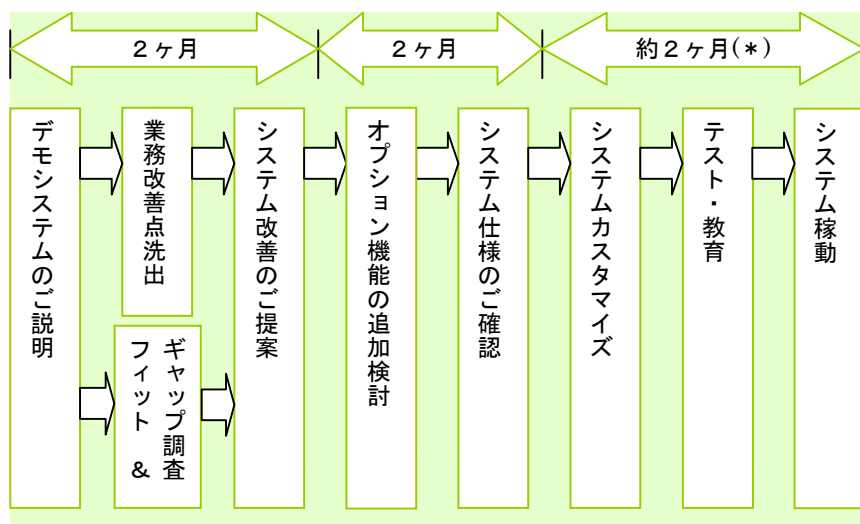 2ヶ月
2ヶ月
約2ヶ月(*)
デモシステムのご説明
業務改善点洗出
フィット &
ギャップ調査
システム改善のご提案
オプション機能の追加検討
システム仕様のご確認
システムカスタマイズ
テスト・教育
システム稼動